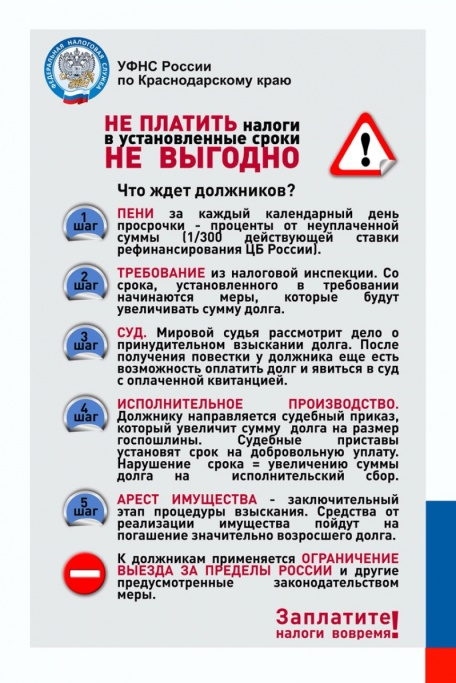 ФЕДЕРАЛЬНАЯ НАЛОГОВАЯ СЛУЖБА
УФНС России
по Краснодарскому краю
НЕ ПЛАТИТЬ налоги
в установленные сроки
НЕ ВЫГОДНО
!
Что ждет должников?
1
шаг
ПЕНИ за каждый календарный день
просрочки - проценты от неуплаченной
суммы (1/300 действующей ставки
рефинансирования ЦБ России).
2
шаг
ТРЕБОВАНИЕ из налоговой инспекции. Со
срока, установленного в требовании
начинаются меры, которые будут
увеличивать сумму долга.
3
шаг
СУД. Мировой судья рассмотрит дело о
принудительном взыскании долга. После
получения повестки у должника еще есть
возможность оплатить долг и явиться в суд
с оплаченной квитанцией.
4
шаг
ИСПОЛНИТЕЛЬНОЕ ПРОИЗВОДСТВО.
Должнику направляется судебный приказ,
который увеличит сумму долга на размер
госпошлины. Судебные приставы
установят срок на добровольную уплату.
Нарушение срока = увеличению суммы
долга на исполнительский сбор.
5
шаг
АРЕСТ ИМУЩЕСТВА - заключительный
этап процедуры взыскания. Средства от
реализации имущества пойдут на
погашение значительно возросшего долга.
К должникам применяется ОГРАНИЧЕНИЕ
ВЫЕЗДА ЗА ПРЕДЕЛЫ РОССИИ и другие
предусмотренные законодательством
меры.
Заплатите
налоги вовремя!